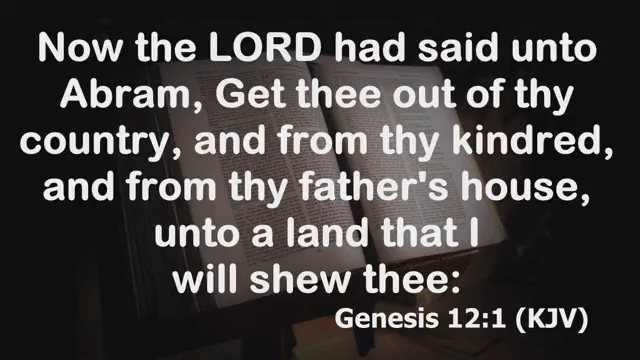 Now the LORD had said unto
Abram, Get thee out of thy
country, and from thy kindred,
and from thy father's house,
unto a land that I
will shew thee:
Genesis 12:1 (KJV)